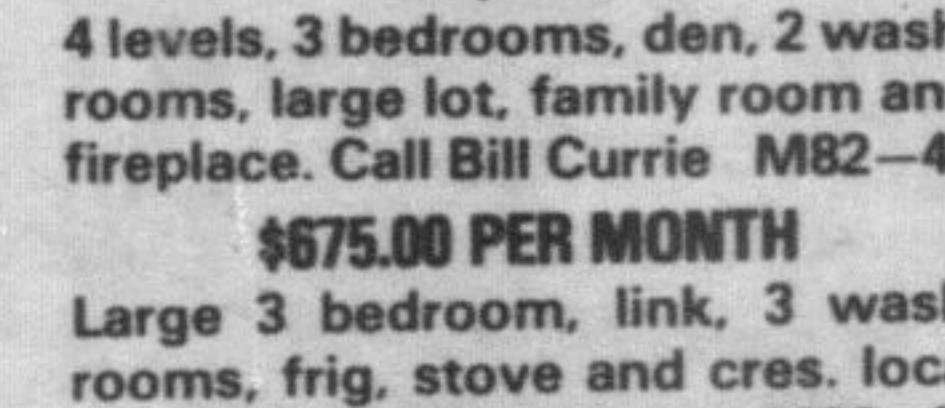 4 levels, 3 bedrooms, den, 2 wash
rooms, large lot, family room an
fireplace. Call Bill Currie M82—4
$675.00 PER MONTH
Large 3 bedroom, link, 3 wash
rooms, frig, stove and cres. loc.